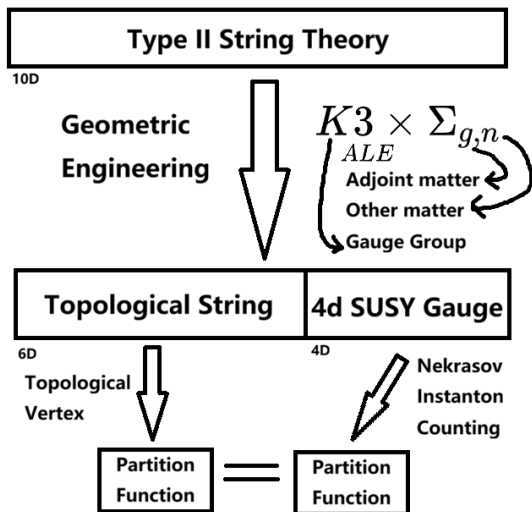 Type II String Theory
10D
Geometric
Engineering
K3 × Σg,n
ALE
Adjoint matter
Other matter
Gauge Group
Topological String
4d SUSY Gauge
6D
4D
Topological
Vertex
Nekrasov
Instanton
Counting
Partition
Function
=
Partition
Function